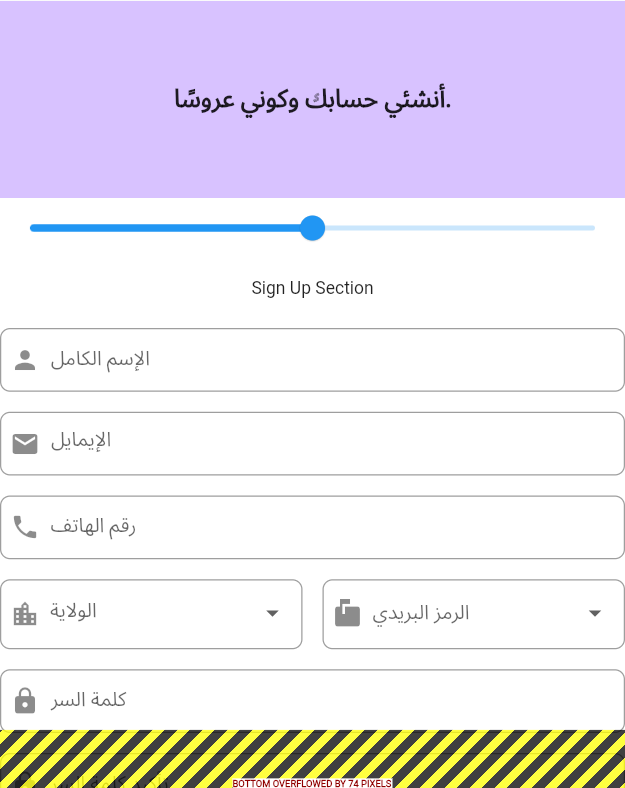 أنشئي حسابك وكوني عروسًا.
Sign Up Section
الإسم الكامل
الإيمايل
رقم الهاتف
الولاية
الرمز البريدي
كلمة السر
BOTTOM OVERFLOWED BY 74 PIXELS